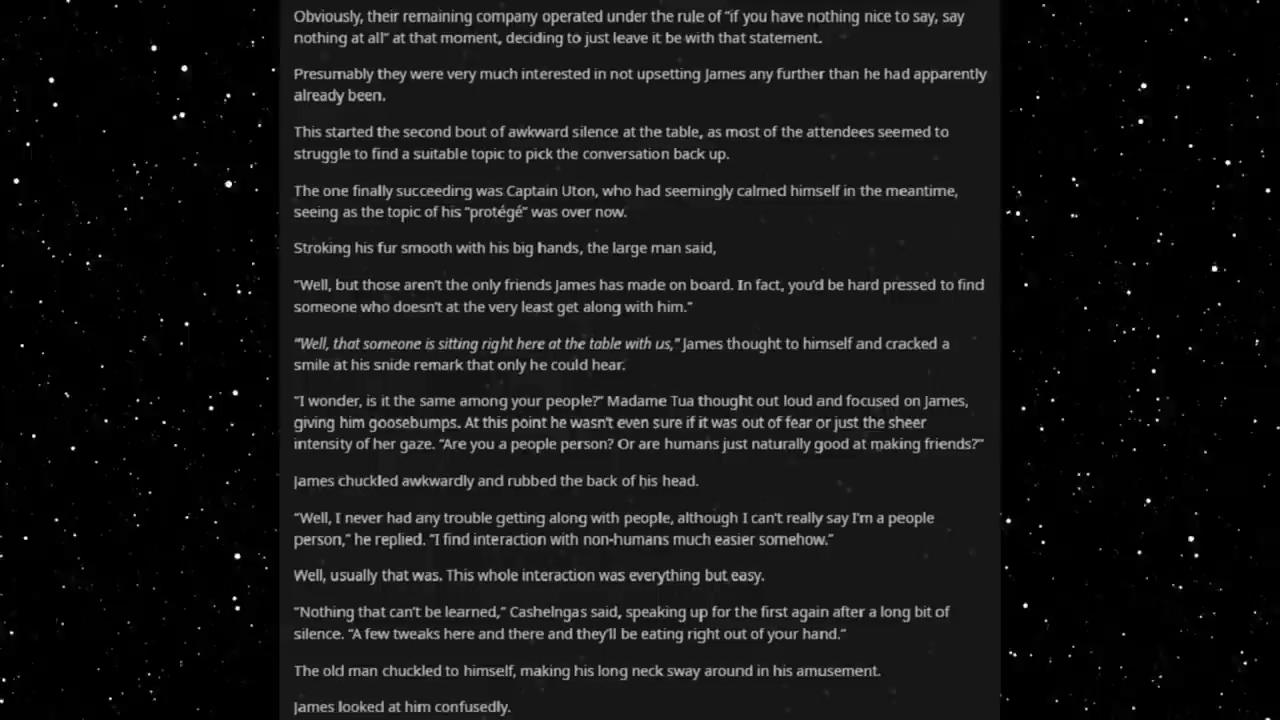 Obviously, their remaining company operated under the rule of “if you have nothing nice to say, say
nothing at all” at that moment, deciding to just leave it be with that statement.
Presumably they were very much interested in not upsetting James any further than he had apparently
already been.
This started the second bout of awkward silence at the table, as most of the attendees seemed to
struggle to find a suitable topic to pick the conversation back up.
The one finally succeeding was Captain Uton, who had seemingly calmed himself in the meantime,
seeing as the topic of his “protégé” was over now.
Stroking his fur smooth with his big hands, the large man said,
“Well, but those aren’t the only friends James has made on board. In fact, you’d be hard pressed to find
someone who doesn’t at the very least get along with him.”
“Well, that someone is sitting right here at the table with us,” James thought to himself and cracked a
smile at his snide remark that only he could hear.
“I wonder, is it the same among your people?” Madame Tua thought out loud and focused on James,
giving him goosebumps. At this point he wasn’t even sure if it was out of fear or just the sheer
intensity of her gaze. “Are you a people person? Or are humans just naturally good at making friends?”
James chuckled awkwardly and rubbed the back of his head.
“Well, I never had any trouble getting along with people, although I can’t really say I’m a people
person,” he replied. “I find interaction with non-humans much easier somehow.”
Well, usually that was. This whole interaction was everything but easy.
“Nothing that can’t be learned,” Cashelngas said, speaking up for the first again after a long bit of
silence. “A few tweaks here and there and they’ll be eating right out of your hand.”
The old man chuckled to himself, making his long neck sway around in his amusement.
James looked at him confusedly.